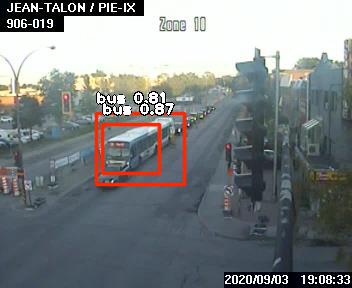 JEAN-TALON / PIE-IX
906-019
Zone 10
bus 0.81
bus 0.87
2020/09/03 19:08:33